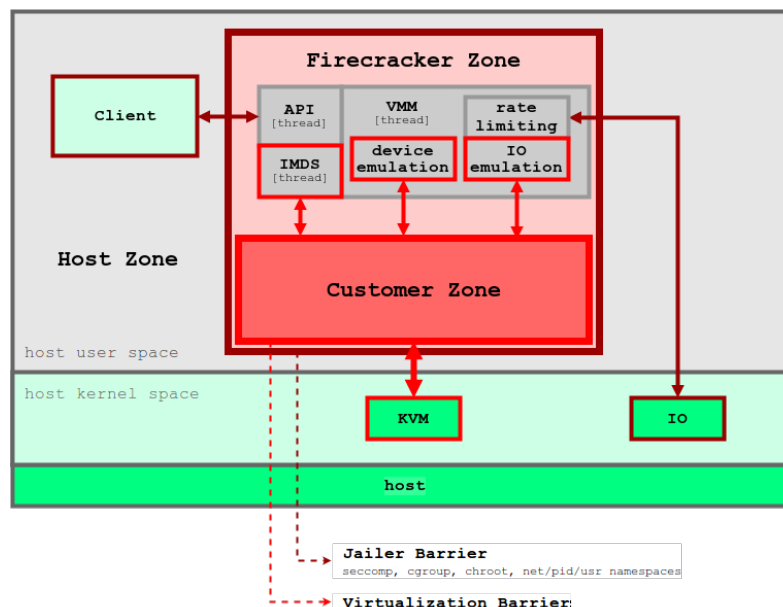 Firecracker Zone
Client
API
[thread]
VMM
[thread]
rate
limiting
IMDS
[thread]
device
emulation
IO
emulation
Host Zone
Customer Zone
host user space
host kernel space
KVM
IO
host
Jailer Barrier
seccomp, cgroup, chroot, net/pid/usr namespaces
Virtualization Barrier